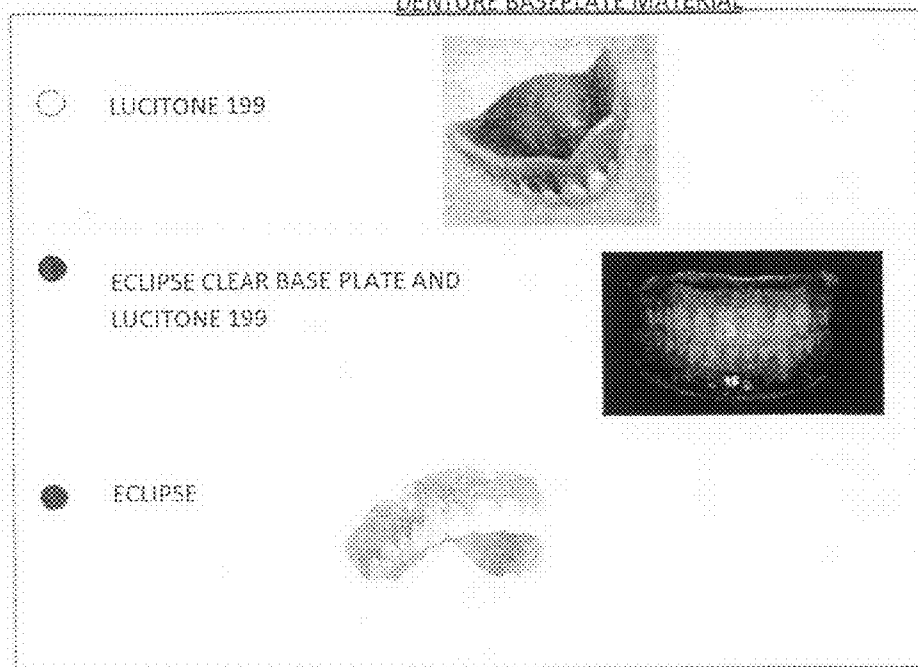 DENTURE BASEPLATE MATERIAL
LUCITONE 199
ECLIPSE CLEAR BASE PLATE AND
LUCITONE 199
ECLIPSE